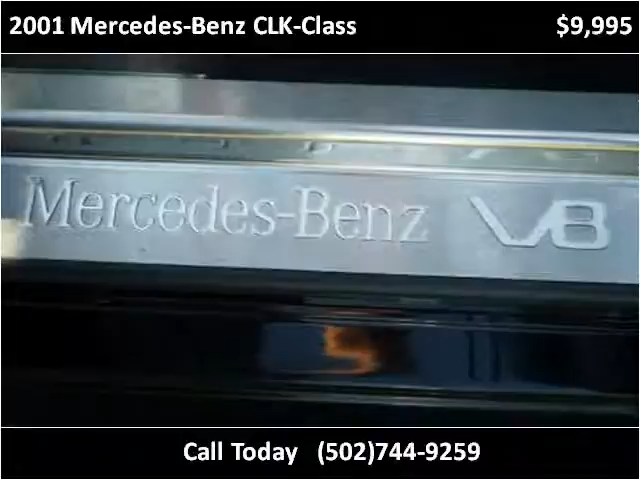 2001 Mercedes-Benz CLK-Class $9,995
Mercedes-Benz V8
Call Today (502)744-9259